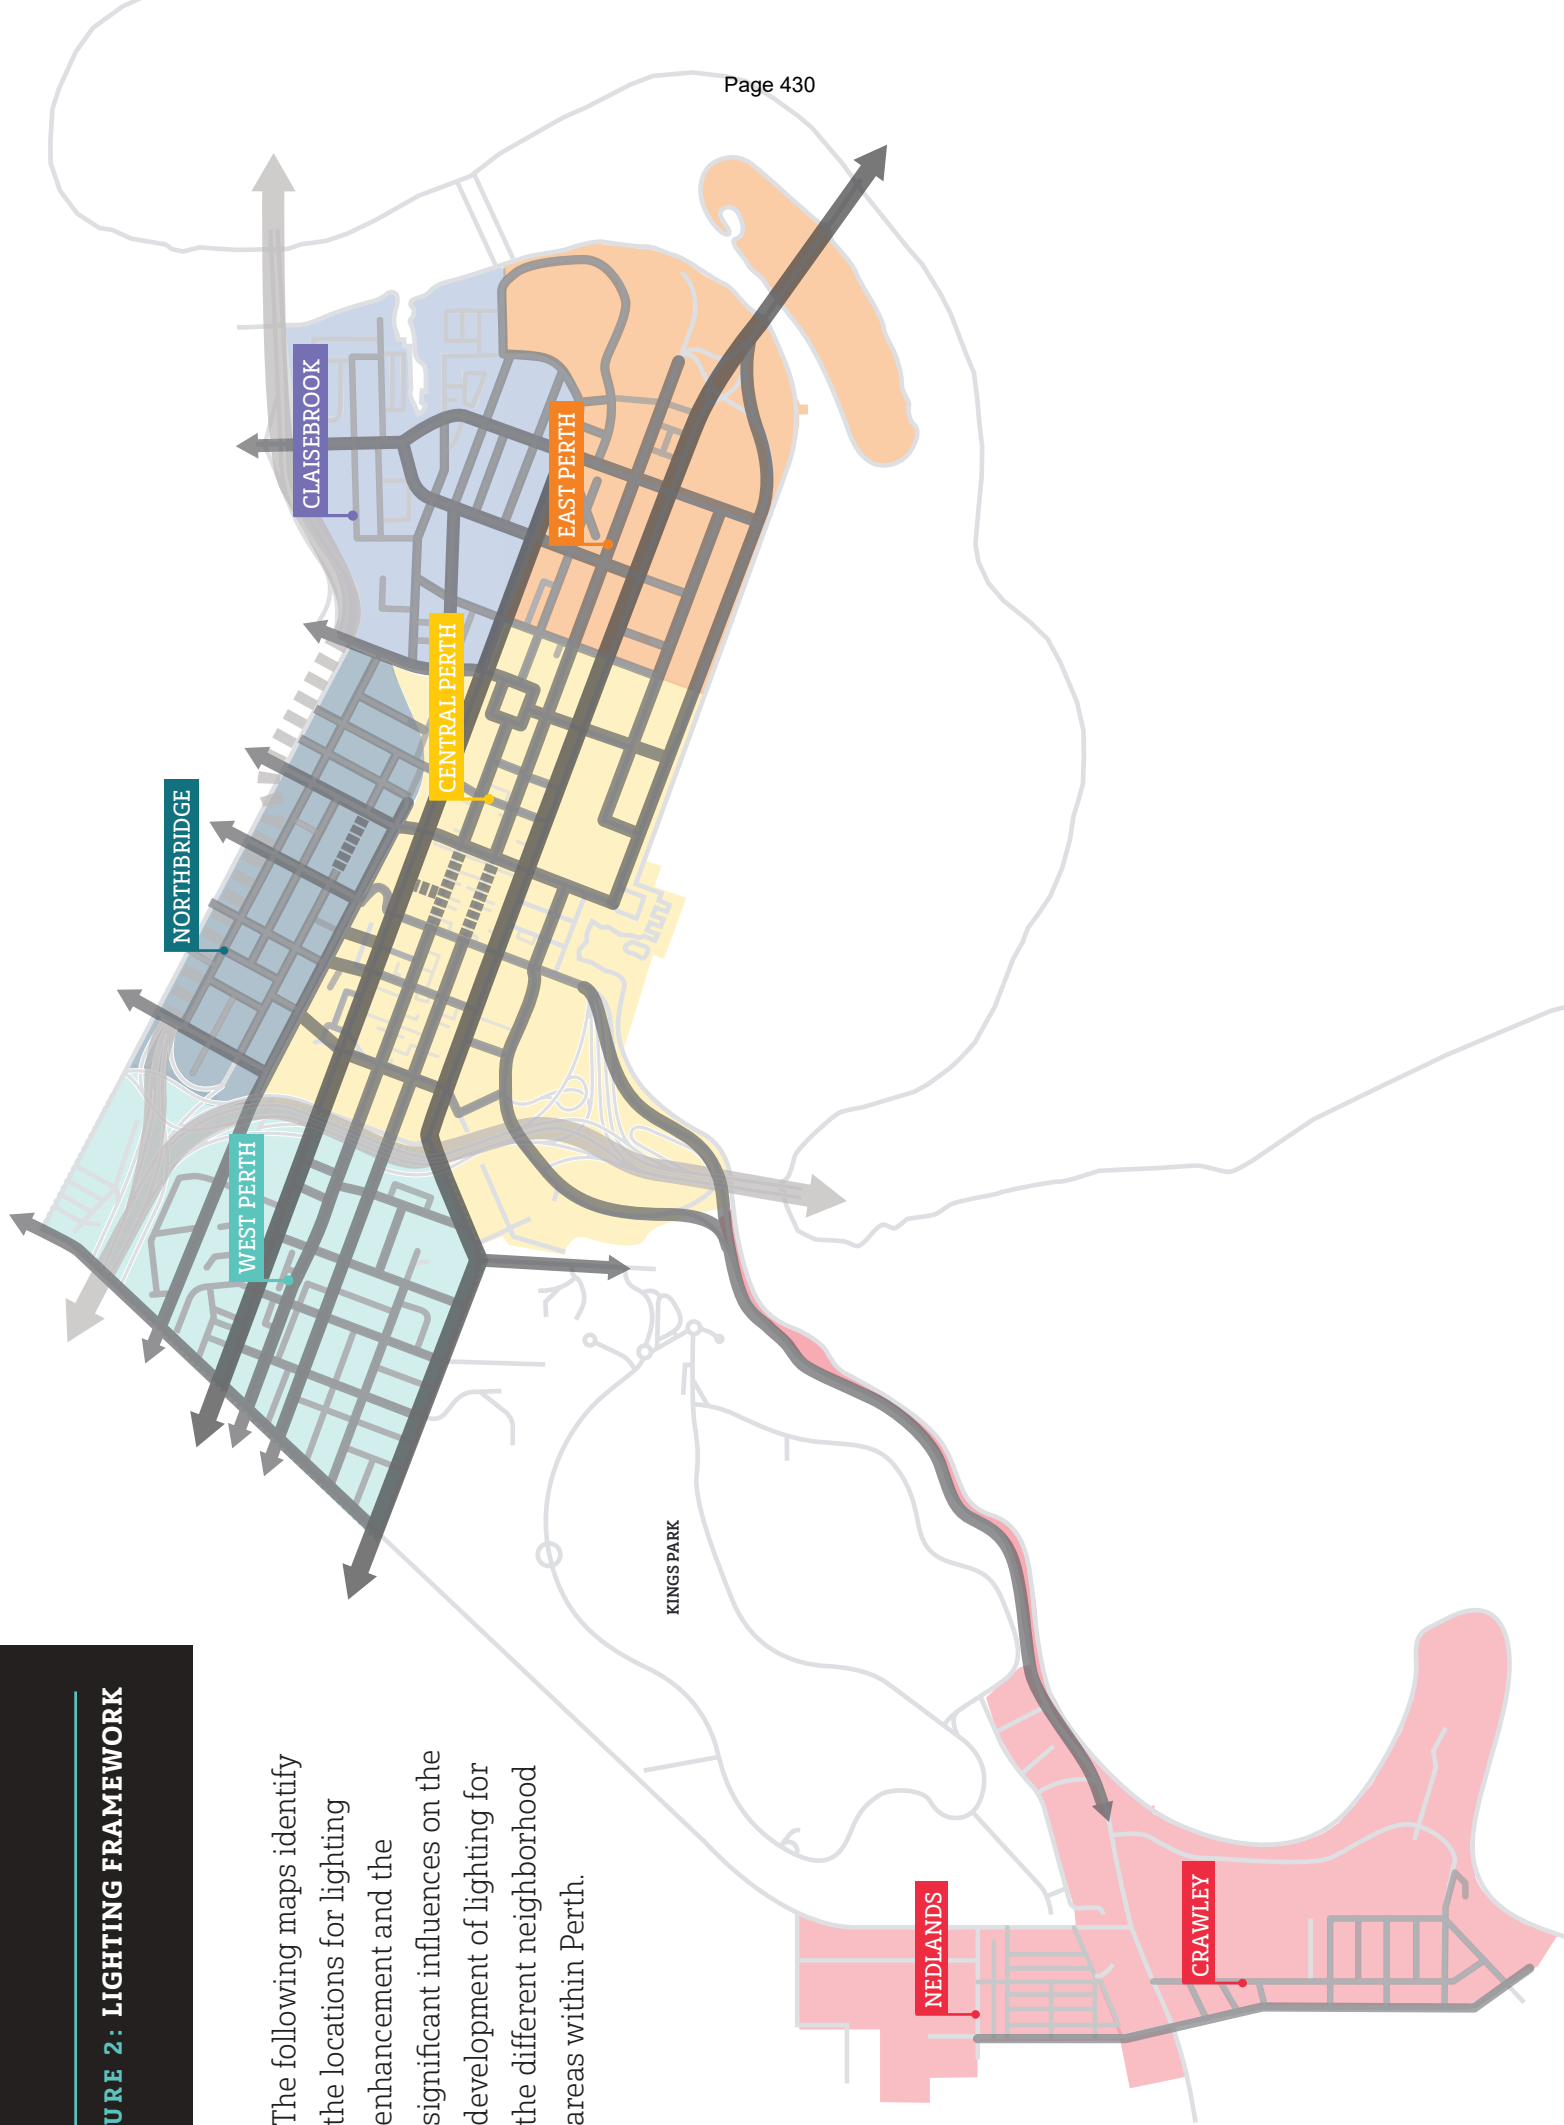 Page 430
URE 2: LIGHTING FRAMEWORK
The following maps identify
the locations for lighting
enhancement and the
significant influences on the
development of lighting for
the different neighborhood
areas within Perth.
WEST PERTH
NORTHBRIDGE
CENTRAL PERTH
CLAISEBROOK
EAST PERTH
KINGS PARK
NEDLANDS
CRAWLEY